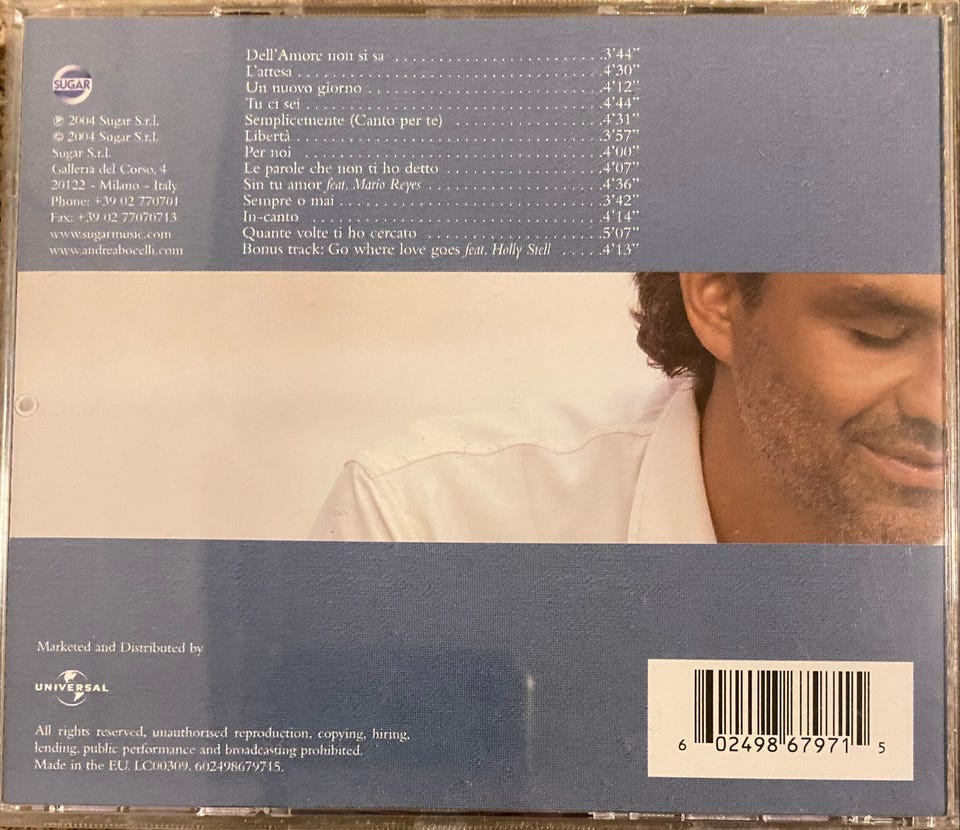 SUGAR
℗ 2004 Sugar S.r.l.
© 2004 Sugar S.r.l.
Sugar S.r.l.
Galleria del Corso, 4
20122 - Milano - Italy
Phone: +39 02 770701
Fax: +39 02 77070713
www.sugarmusic.com
www.andreabocelli.com
Dell'Amore non si sa ........................3'44"
L'attesa ........................4'30"
Un nuovo giorno ........................4'12"
Tu ci sei ........................4'44"
Semplicemente (Canto per te) ........................4'31"
Libertà ........................3'57"
Per noi ........................4'00"
Le parole che non ti ho detto ........................4'07"
Sin tu amor feat. Mario Reyes ........................4'36"
Sempre o mai ........................3'42"
In-canto ........................4'14"
Quante volte ti ho cercato ........................5'07"
Bonus track: Go where love goes feat. Holly Stell .....4'13"
Marketed and Distributed by
UNIVERSAL
All rights reserved, unauthorised reproduction, copying, hiring,
lending, public performance and broadcasting prohibited.
Made in the EU. LC00309. 602498679715.
6 02498 67971 5